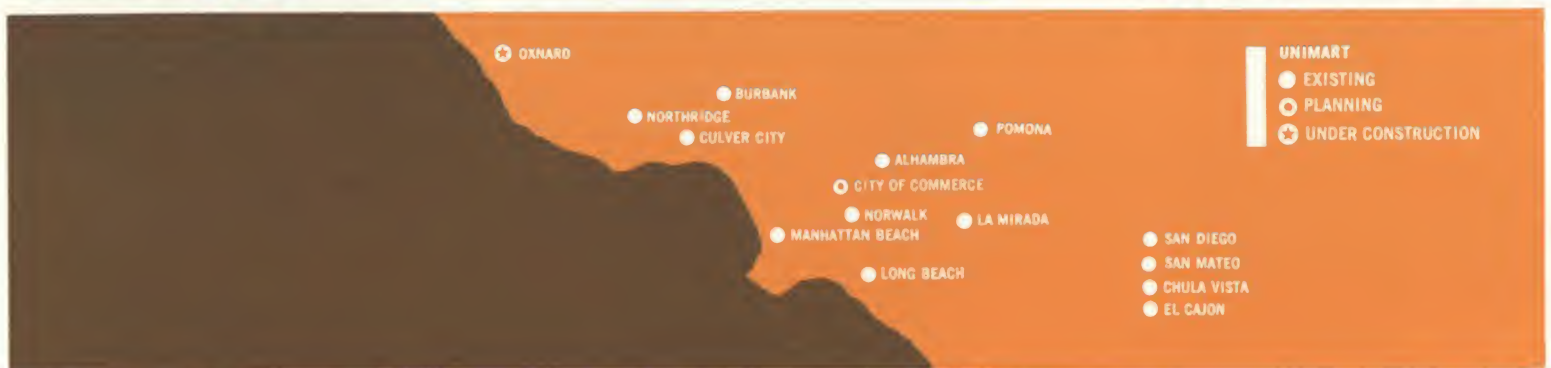 OXNARD
BURBANK
NORTHRIDGE
CULVER CITY
POMONA
ALHAMBRA
CITY OF COMMERCE
NORWALK
LA MIRADA
MANHATTAN BEACH
LONG BEACH
SAN DIEGO
SAN MATEO
CHULA VISTA
EL CAJON
UNIMART
EXISTING
PLANNING
UNDER CONSTRUCTION